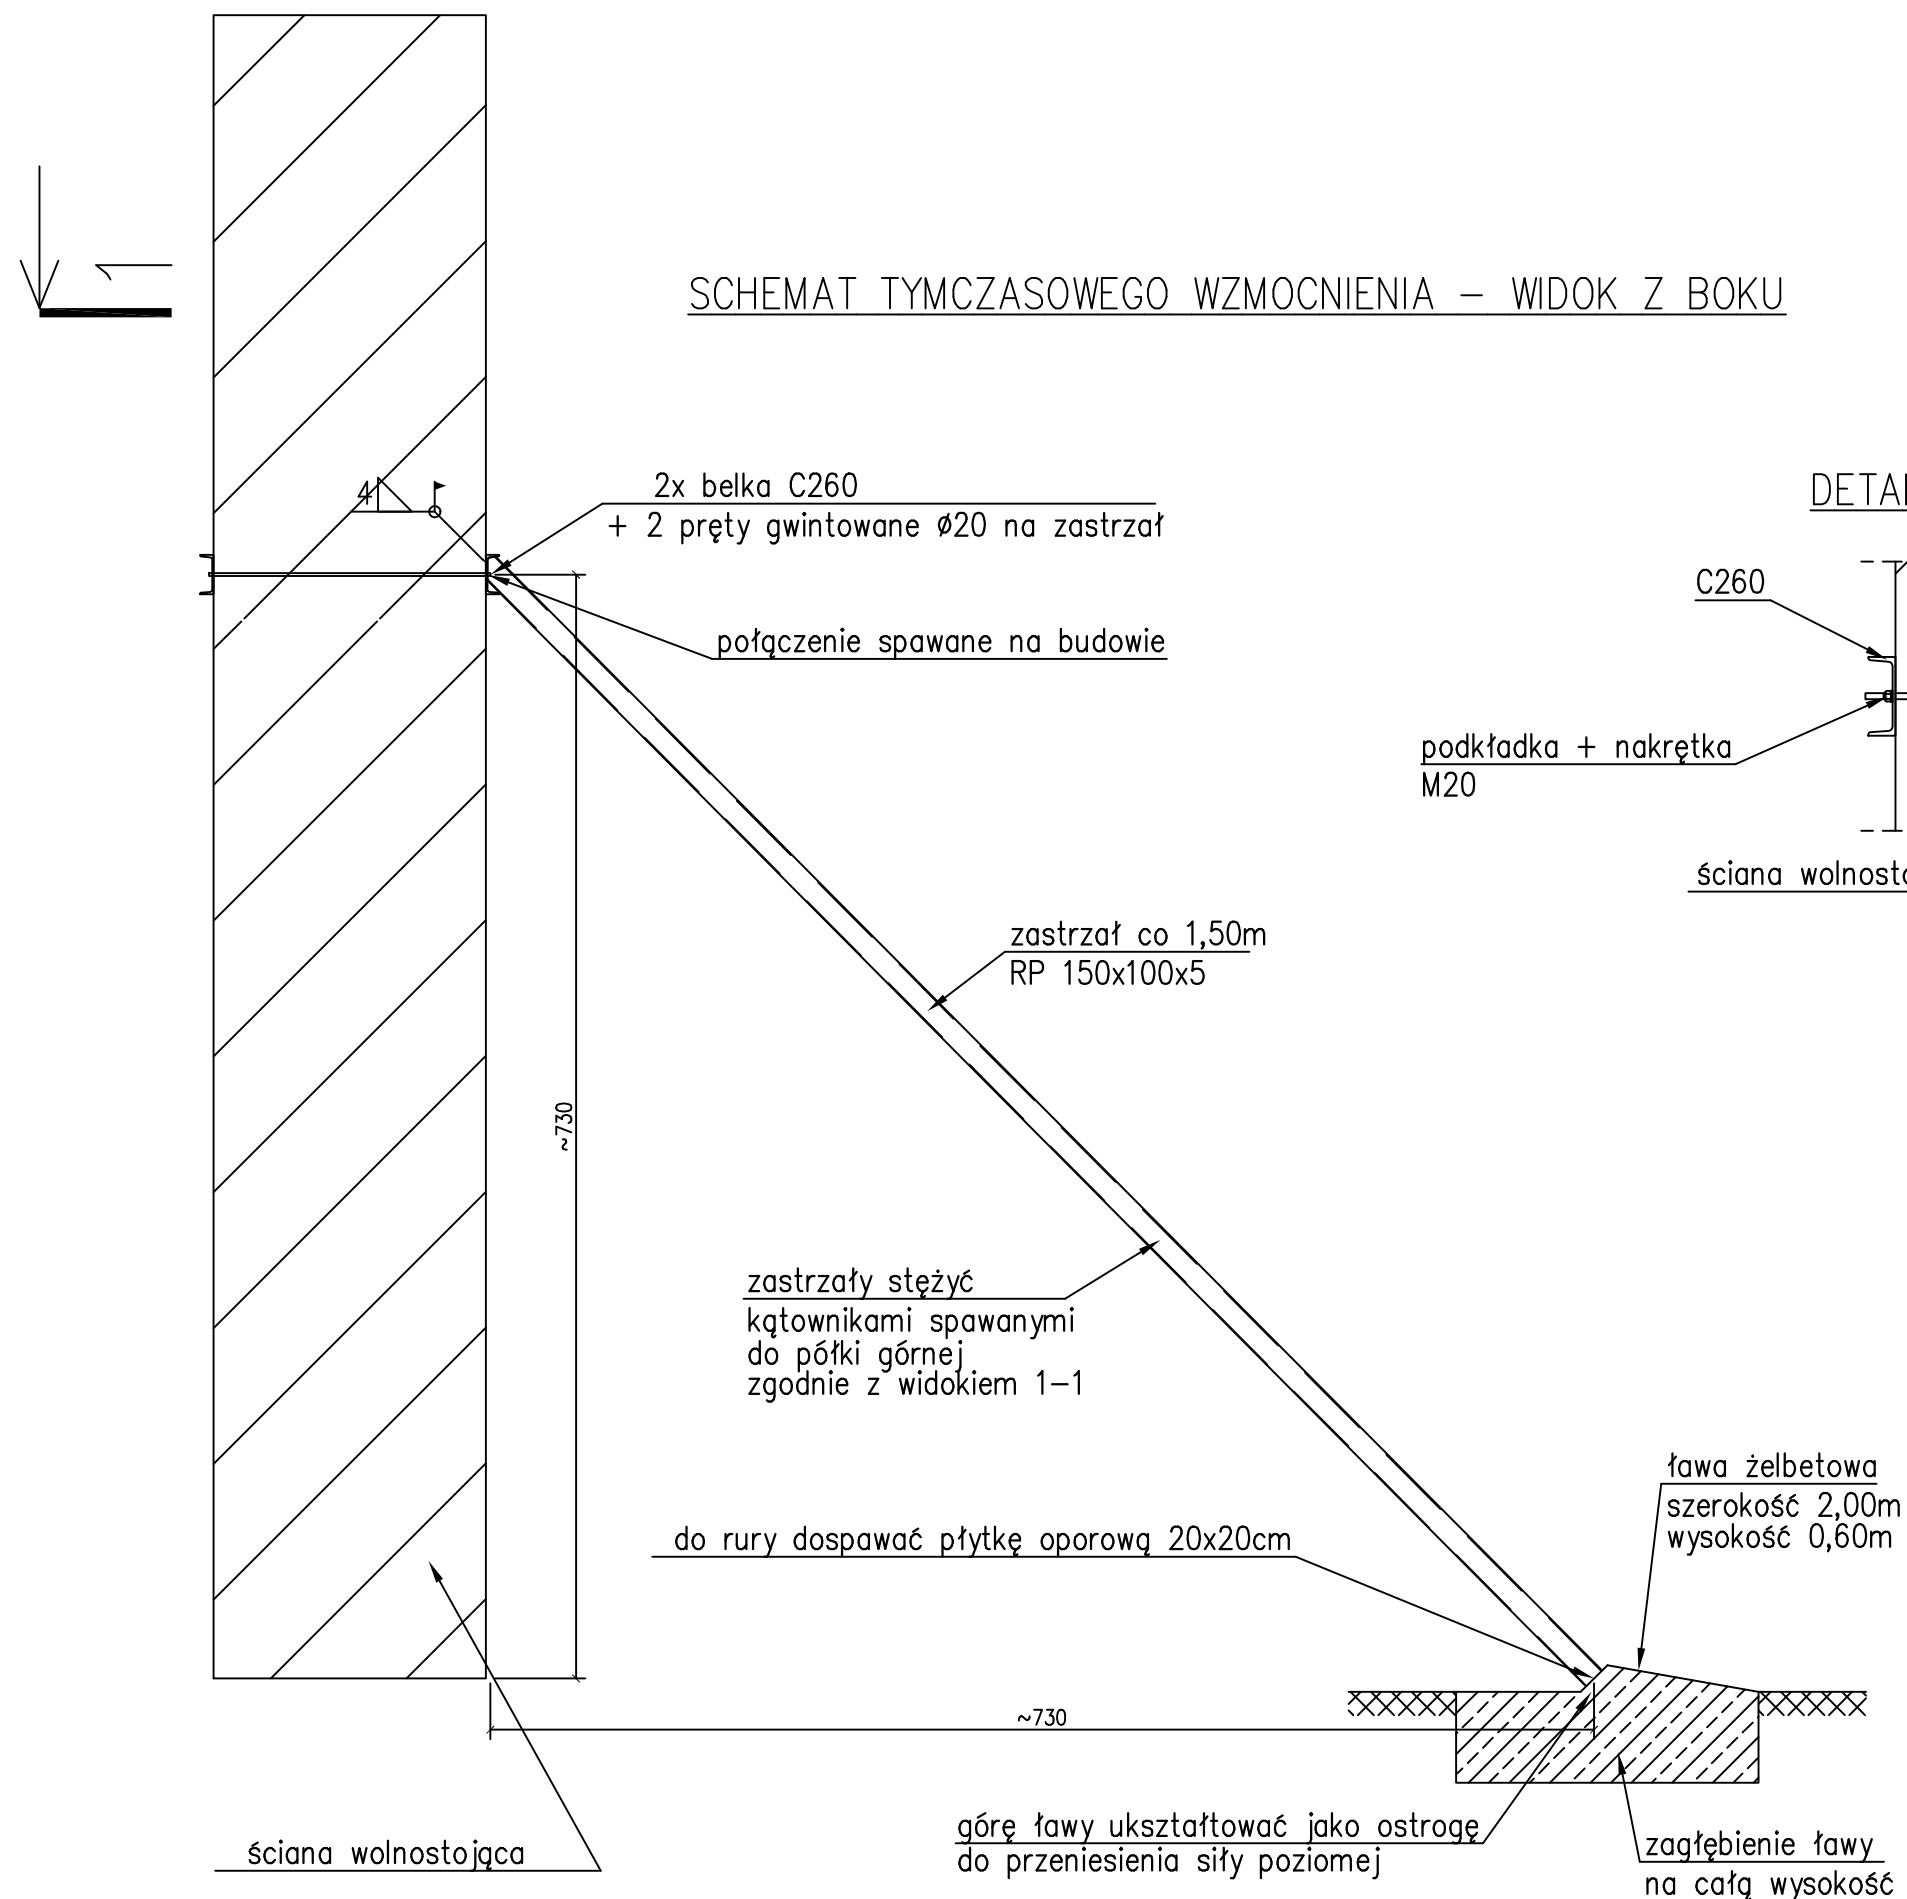 1
SCHEMAT TYMCZASOWEGO WZMOCNIENIA – WIDOK Z BOKU
4
2x belka C260
+ 2 pręty gwintowane Ø20 na zastrzał
połączenie spawane na budowie
DETA
C260
podkładka + nakrętka
M20
ściana wolnosto
zastrzał co 1,50m
RP 150x100x5
~730
zastrzały stężyć
kątownikami spawanymi
do półki górnej
zgodnie z widokiem 1–1
ława żelbetowa
szerokość 2,00m
wysokość 0,60m
do rury dospawać płytkę oporową 20x20cm
~730
górę ławy ukształtować jako ostrogę
do przeniesienia siły poziomej
ściana wolnostojąca
zagłębienie ławy
na całą wysokość